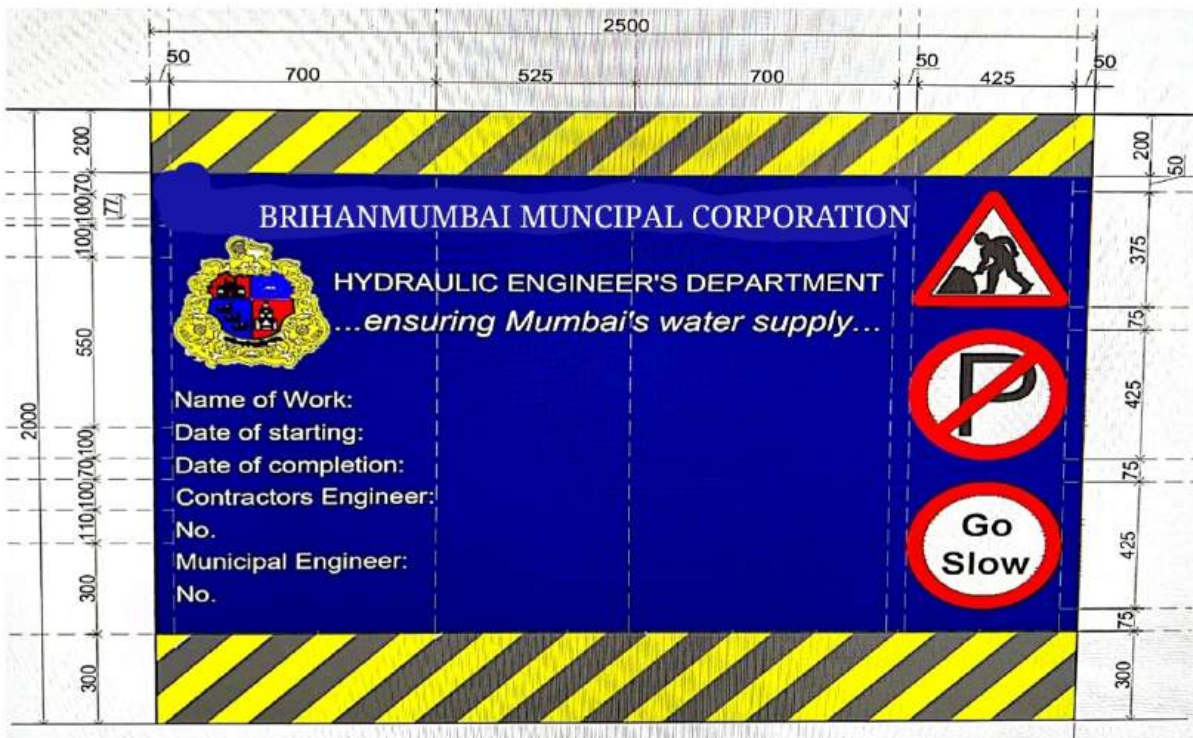 2500
50 700 525 700 50 425 50
200
70
100
77
100
550
2000
100
70
100
110
300
300
200
50
375
75
425
75
425
75
300
BRIHANMUMBAI MUNCIPAL CORPORATION
HYDRAULIC ENGINEER'S DEPARTMENT
...ensuring Mumbai's water supply...
Name of Work:
Date of starting:
Date of completion:
Contractors Engineer:
No.
Municipal Engineer:
No.
P
Go
Slow